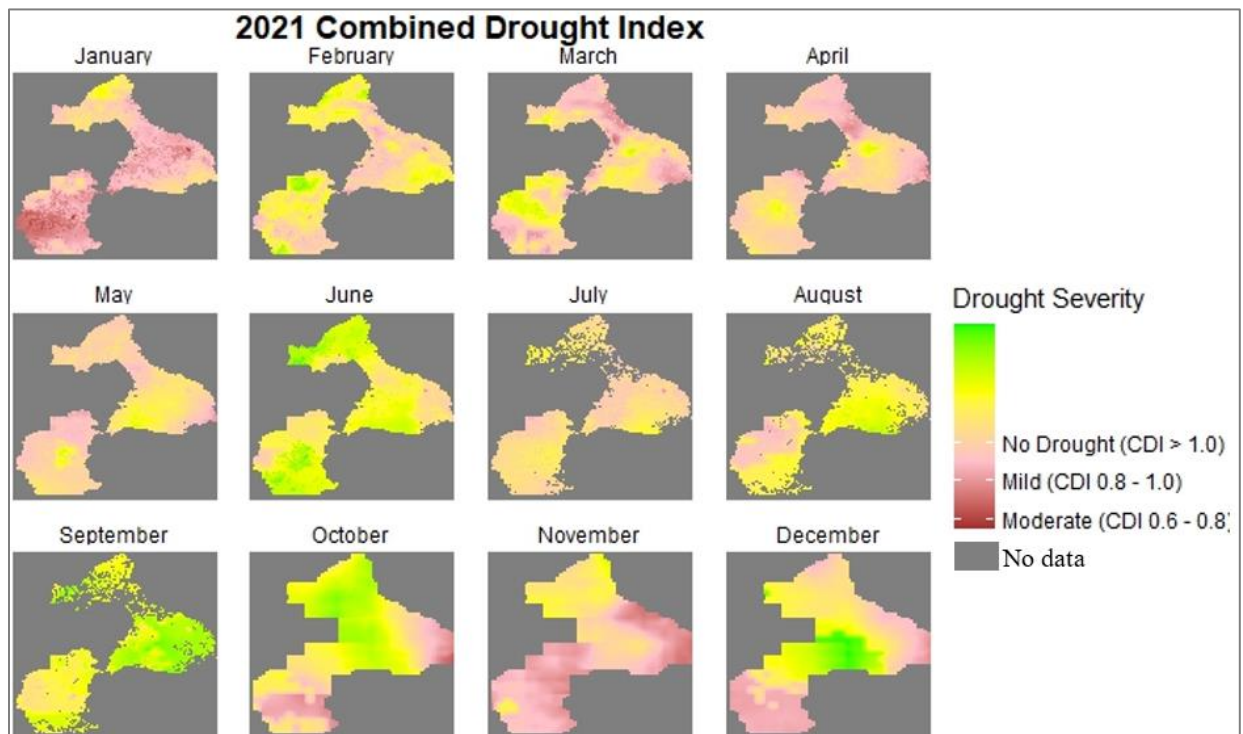 2021 Combined Drought Index
January
February
March
April
May
June
July
August
September
October
November
December
Drought Severity
No Drought (CDI > 1.0)
Mild (CDI 0.8 - 1.0)
Moderate (CDI 0.6 - 0.8)
No data